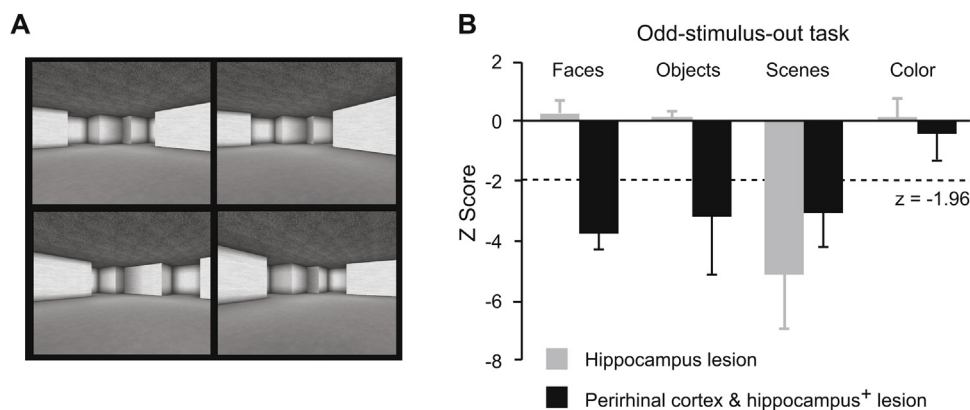 A
B
Odd-stimulus-out task
Faces Objects Scenes Color
2
0
-2
-4
-6
-8
Z Score
z = -1.96
Hippocampus lesion
Perirhinal cortex & hippocampus+ lesion